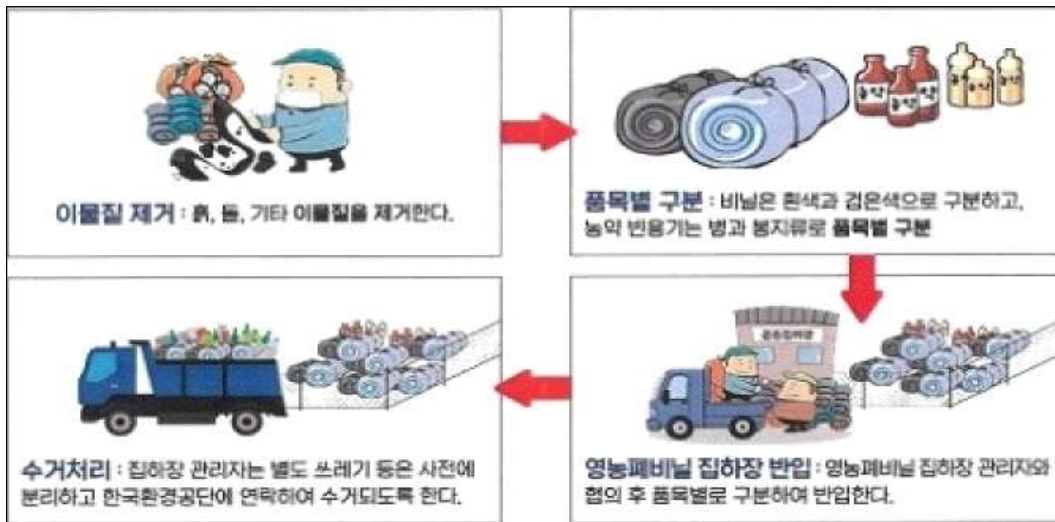 이물질 제거 : 흙, 돌, 기타 이물질을 제거한다.
품목별 구분 : 비닐은 흰색과 검은색으로 구분하고,
농약 빈용기는 병과 봉지류로 품목별 구분
농약
농약
농약
영농폐비닐 집하장 반입 : 영농폐비닐 집하장 관리자와
협의 후 품목별로 구분하여 반입한다.
수거처리 : 집하장 관리자는 별도 쓰레기 등은 사전에
분리하고 한국환경공단에 연락하여 수거되도록 한다.